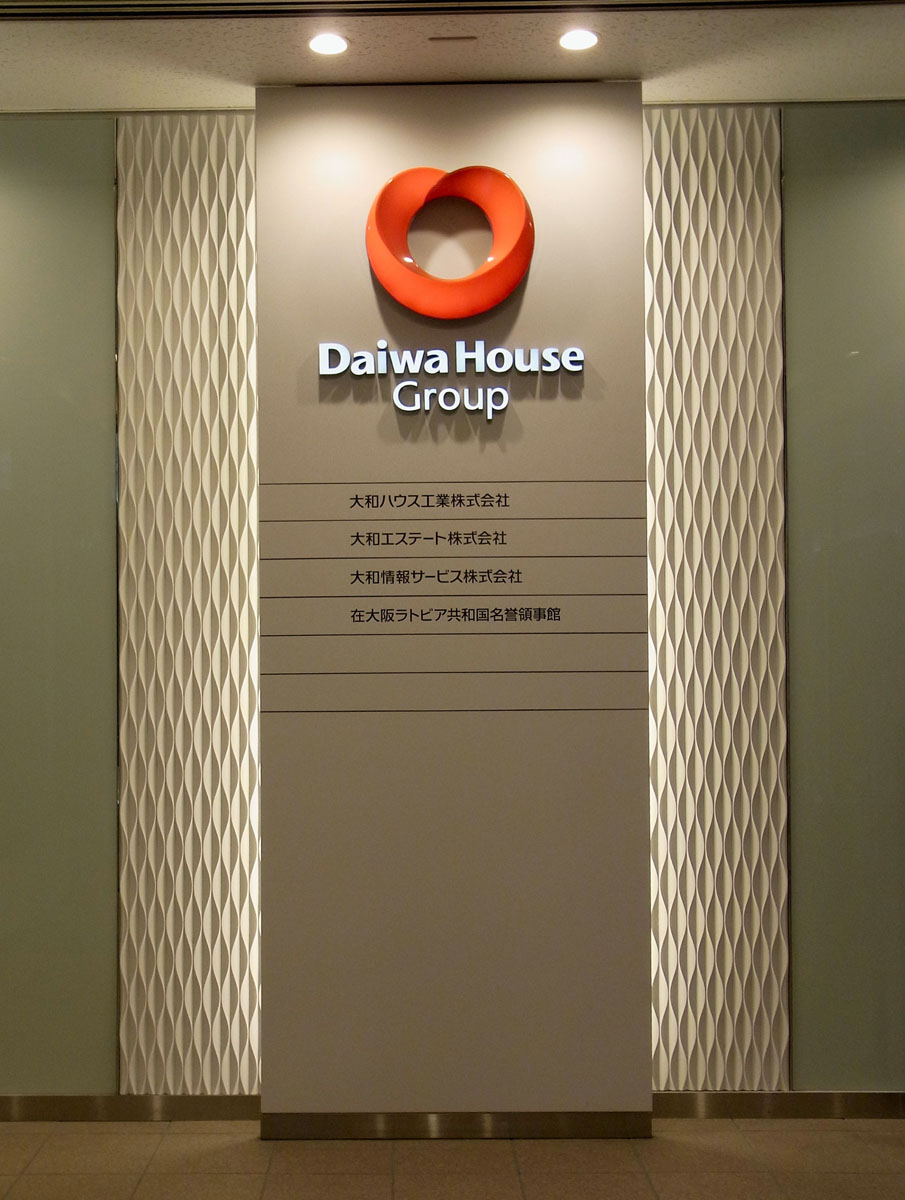 Daiwa House
Group
大和ハウス工業株式会社
大和エステート株式会社
大和情報サービス株式会社
在大阪ラトビア共和国名誉領事館